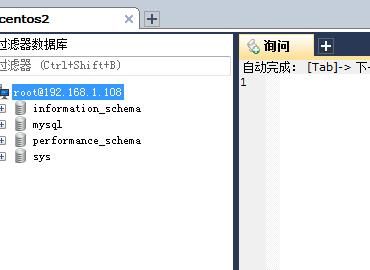 centos2
过滤器数据库
过滤器 (Ctrl+Shift+B)
root@192.168.1.108
information_schema
mysql
performance_schema
sys
询问
自动完成: [Tab]-> 下一
1